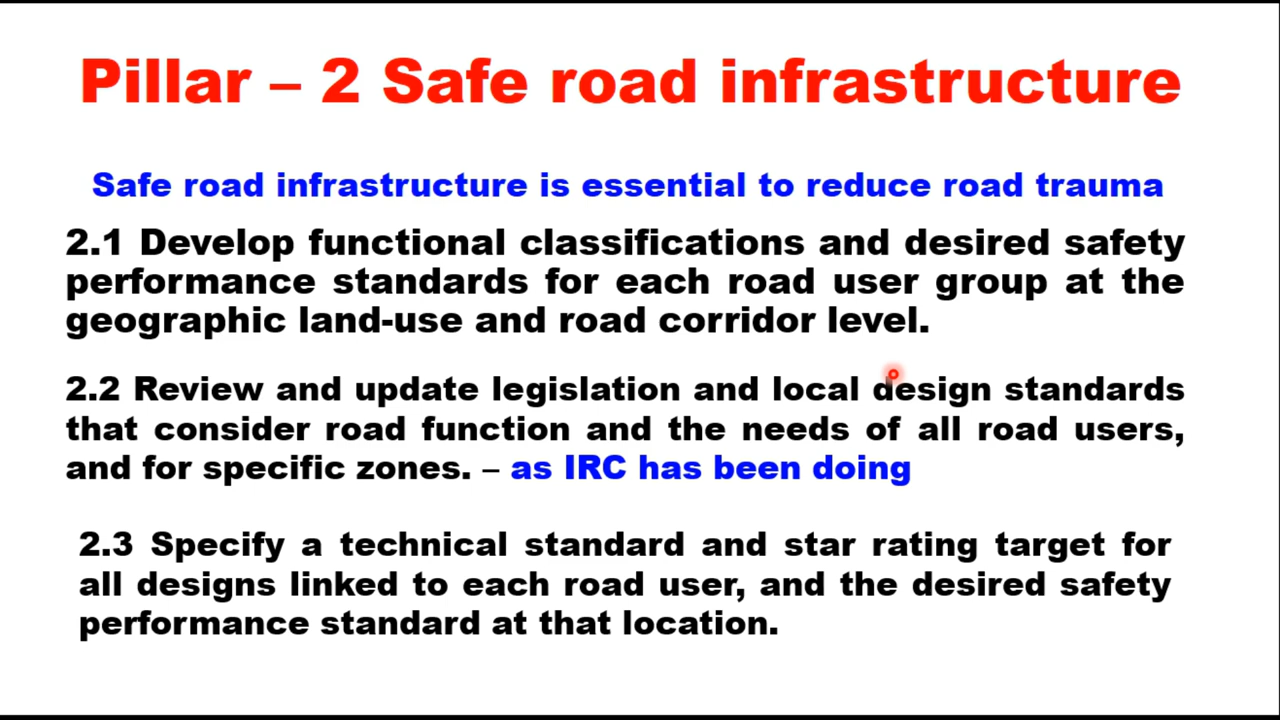 Pillar – 2 Safe road infrastructure
Safe road infrastructure is essential to reduce road trauma
2.1 Develop functional classifications and desired safety
performance standards for each road user group at the
geographic land-use and road corridor level.
2.2 Review and update legislation and local design standards
that consider road function and the needs of all road users,
and for specific zones. – as IRC has been doing
2.3 Specify a technical standard and star rating target for
all designs linked to each road user, and the desired safety
performance standard at that location.